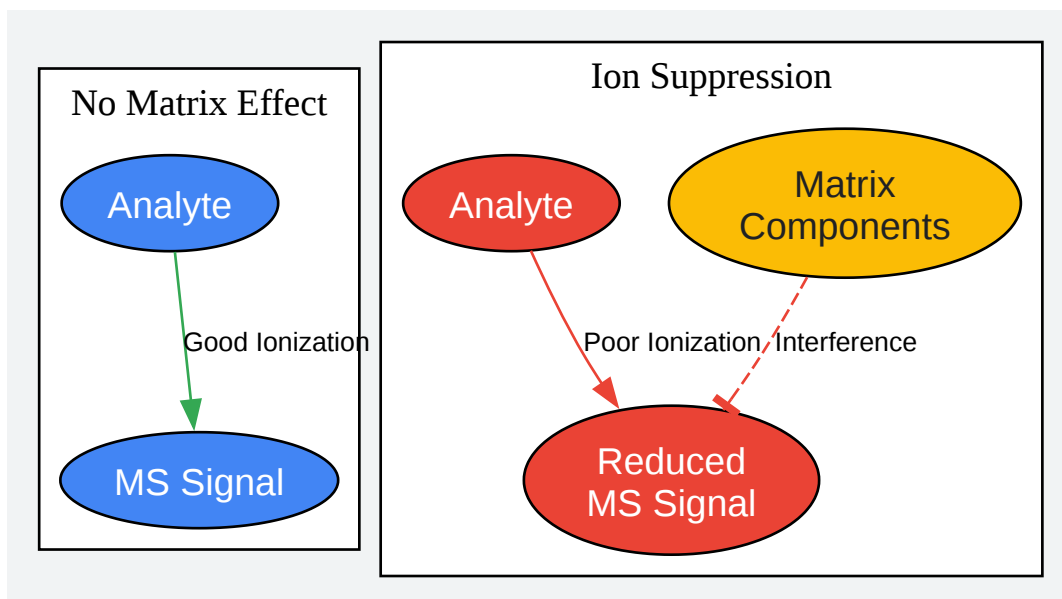 No Matrix Effect
Analyte
Good Ionization
MS Signal
Ion Suppression
Analyte
Matrix
Components
Poor Ionization
Interference
Reduced
MS Signal